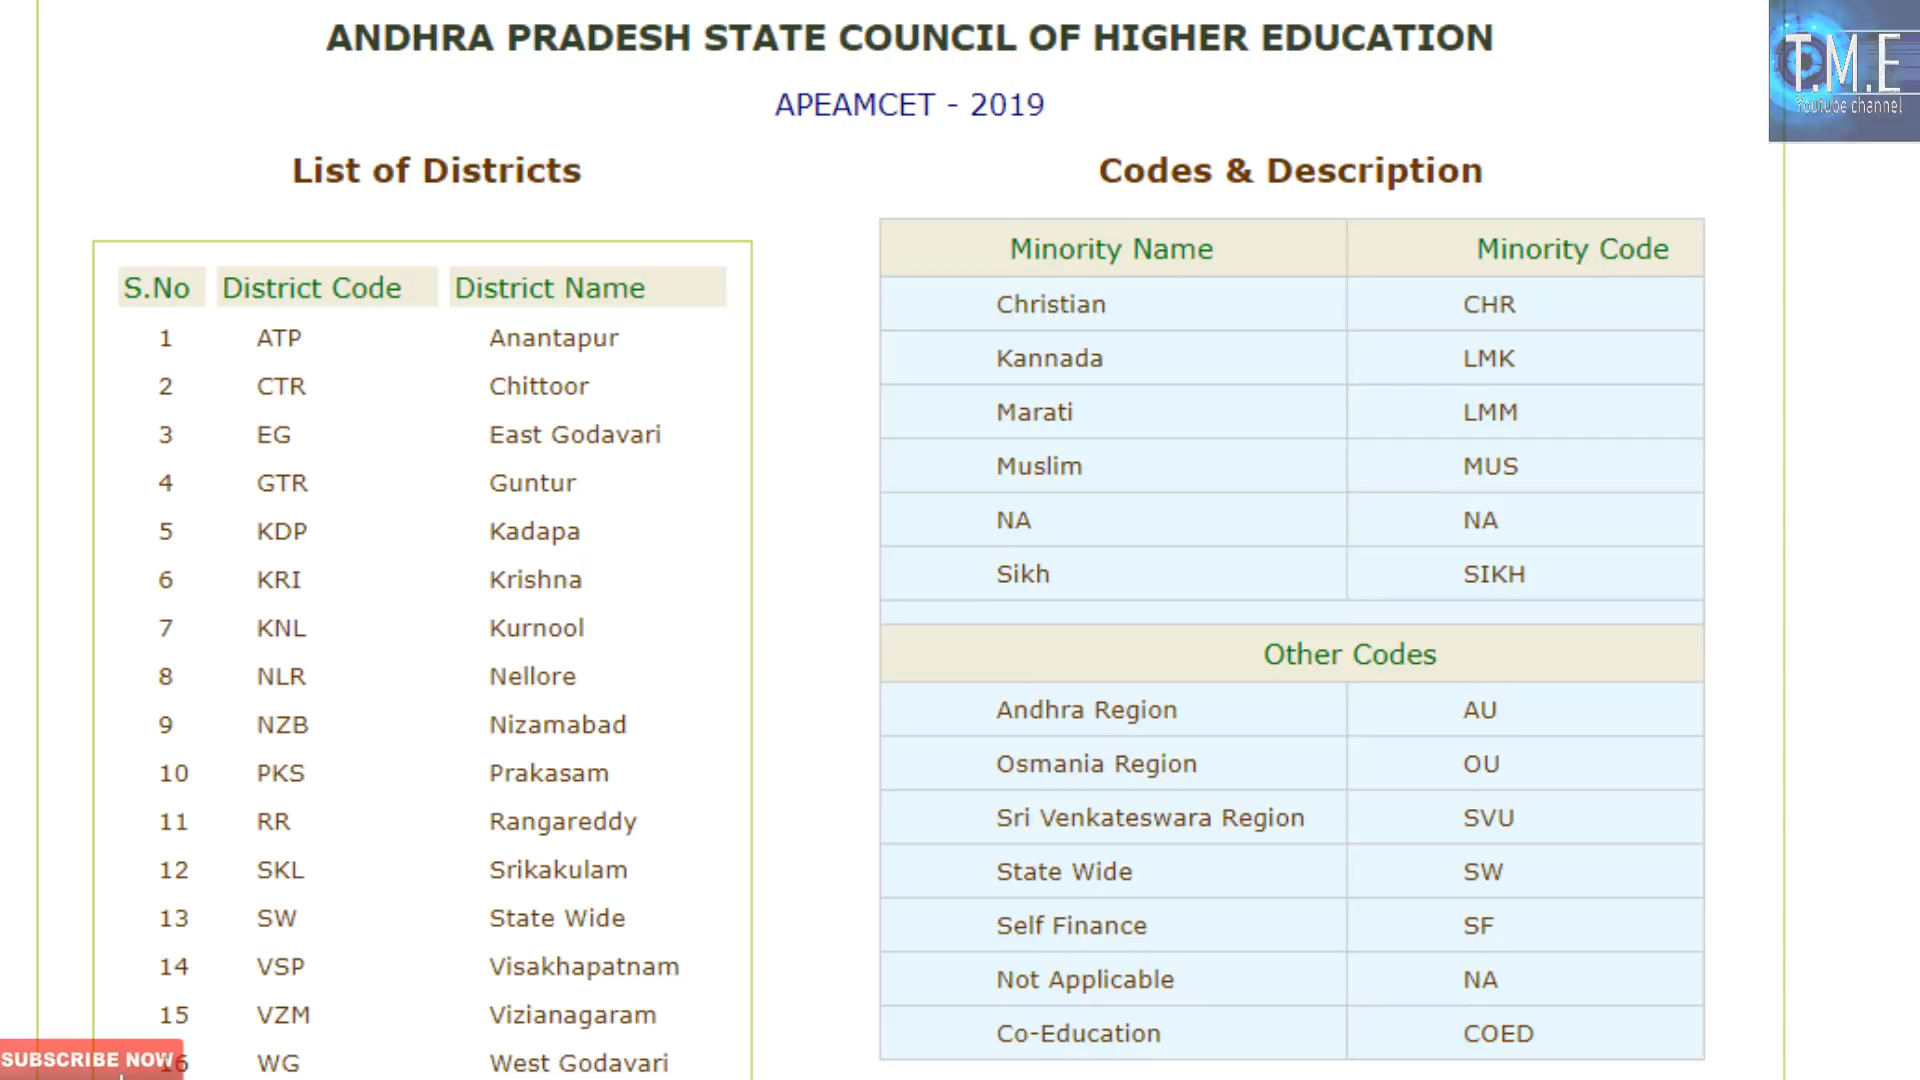 ANDHRA PRADESH STATE COUNCIL OF HIGHER EDUCATION
APEAMCET - 2019
T.M.E
Youtube channel
List of Districts
S.No District Code District Name
1 ATP Anantapur
2 CTR Chittoor
3 EG East Godavari
4 GTR Guntur
5 KDP Kadapa
6 KRI Krishna
7 KNL Kurnool
8 NLR Nellore
9 NZB Nizamabad
10 PKS Prakasam
11 RR Rangareddy
12 SKL Srikakulam
13 SW State Wide
14 VSP Visakhapatnam
15 VZM Vizianagaram
16 WG West Godavari
Codes & Description
Minority Name Minority Code
Christian CHR
Kannada LMK
Marati LMM
Muslim MUS
NA NA
Sikh SIKH
Other Codes
Andhra Region AU
Osmania Region OU
Sri Venkateswara Region SVU
State Wide SW
Self Finance SF
Not Applicable NA
Co-Education COED
SUBSCRIBE NOW